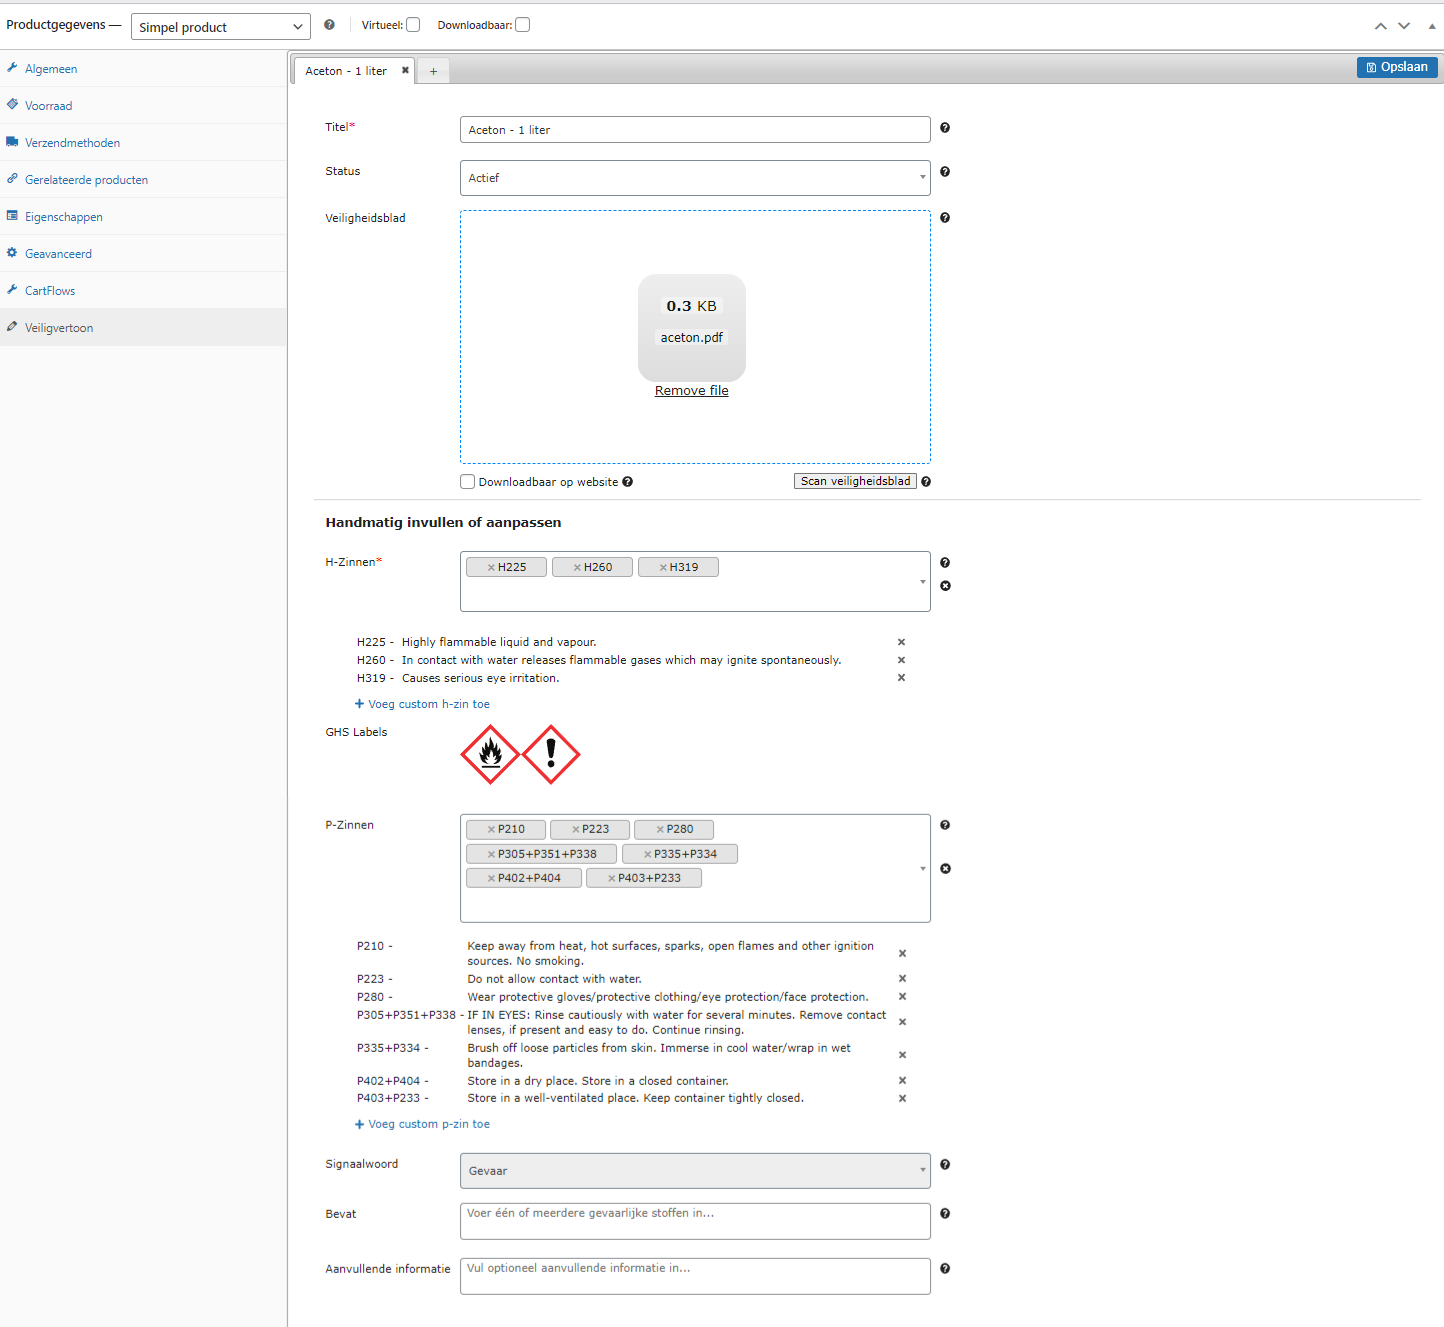 Productgegevens —
Simpel product
Virtueel:
Downloadbaar:
Algemeen
Voorraad
Verzendmethoden
Gerelateerde producten
Eigenschappen
Geavanceerd
CartFlows
Veiligvertoon
Aceton - 1 liter
+
Opslaan
Titel*
Aceton - 1 liter
Status
Actief
Veiligheidsblad
0.3 KB
aceton.pdf
Remove file
Downloadbaar op website
Scan veiligheidsblad
Handmatig invullen of aanpassen
H-Zinnen*
×H225 ×H260 ×H319
H225 - Highly flammable liquid and vapour.
H260 - In contact with water releases flammable gases which may ignite spontaneously.
H319 - Causes serious eye irritation.
+ Voeg custom h-zin toe
GHS Labels
P-Zinnen
×P210 ×P223 ×P280
×P305+P351+P338 ×P335+P334
×P402+P404 ×P403+P233
P210 - Keep away from heat, hot surfaces, sparks, open flames and other ignition
sources. No smoking.
P223 - Do not allow contact with water.
P280 - Wear protective gloves/protective clothing/eye protection/face protection.
P305+P351+P338 - IF IN EYES: Rinse cautiously with water for several minutes. Remove contact
lenses, if present and easy to do. Continue rinsing.
P335+P334 - Brush off loose particles from skin. Immerse in cool water/wrap in wet
bandages.
P402+P404 - Store in a dry place. Store in a closed container.
P403+P233 - Store in a well-ventilated place. Keep container tightly closed.
+ Voeg custom p-zin toe
Signaalwoord
Gevaar
Bevat
Voer één of meerdere gevaarlijke stoffen in...
Aanvullende informatie
Vul optioneel aanvullende informatie in...